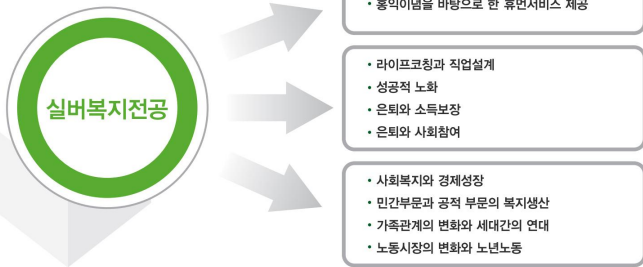 • 홍익이념을 바탕으로 한 휴먼서비스 제공
실버복지전공
• 라이프코칭과 직업설계
• 성공적 노화
• 은퇴와 소득보장
• 은퇴와 사회참여
• 사회복지와 경제성장
• 민간부문과 공적 부문의 복지생산
• 가족관계의 변화와 세대간의 연대
• 노동시장의 변화와 노년노동